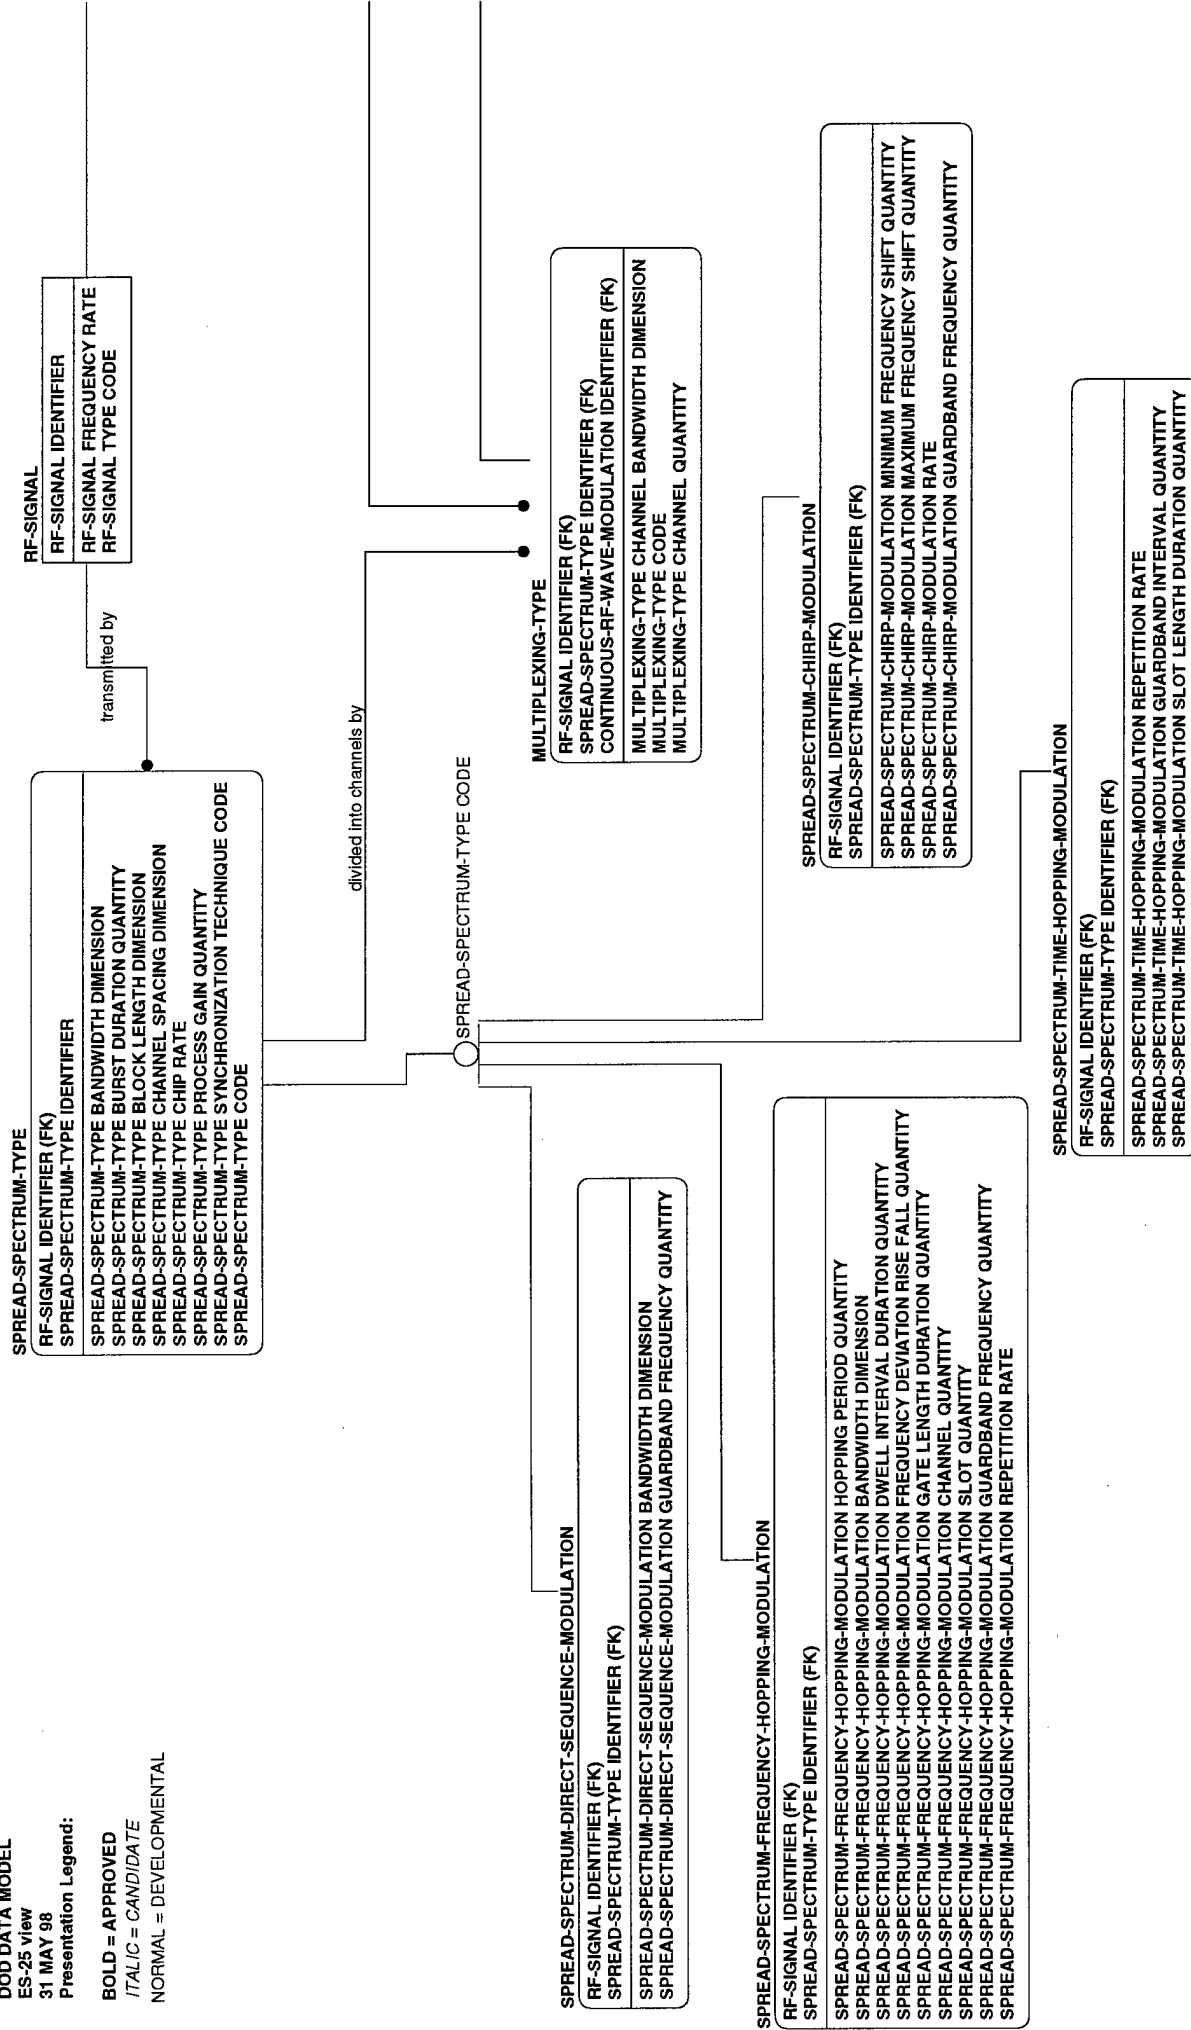 DOD DATA MODEL
ES-25 view
31 MAY 98
Presentation Legend:
BOLD = APPROVED
ITALIC = CANDIDATE
NORMAL = DEVELOPMENTAL
SPREAD-SPECTRUM-TYPE
RF-SIGNAL IDENTIFIER (FK)
SPREAD-SPECTRUM-TYPE IDENTIFIER
SPREAD-SPECTRUM-TYPE BANDWIDTH DIMENSION
SPREAD-SPECTRUM-TYPE BURST DURATION QUANTITY
SPREAD-SPECTRUM-TYPE BLOCK LENGTH DIMENSION
SPREAD-SPECTRUM-TYPE CHANNEL SPACING DIMENSION
SPREAD-SPECTRUM-TYPE CHIP RATE
SPREAD-SPECTRUM-TYPE PROCESS GAIN QUANTITY
SPREAD-SPECTRUM-TYPE SYNCHRONIZATION TECHNIQUE CODE
SPREAD-SPECTRUM-TYPE CODE
transmitted by
RF-SIGNAL
RF-SIGNAL IDENTIFIER
RF-SIGNAL FREQUENCY RATE
RF-SIGNAL TYPE CODE
divided into channels by
SPREAD-SPECTRUM-TYPE CODE
MULTIPLEXING-TYPE
RF-SIGNAL IDENTIFIER (FK)
SPREAD-SPECTRUM-TYPE IDENTIFIER (FK)
CONTINUOUS-RF-WAVE-MODULATION IDENTIFIER (FK)
MULTIPLEXING-TYPE CHANNEL BANDWIDTH DIMENSION
MULTIPLEXING-TYPE CODE
MULTIPLEXING-TYPE CHANNEL QUANTITY
SPREAD-SPECTRUM-DIRECT-SEQUENCE-MODULATION
RF-SIGNAL IDENTIFIER (FK)
SPREAD-SPECTRUM-TYPE IDENTIFIER (FK)
SPREAD-SPECTRUM-DIRECT-SEQUENCE-MODULATION BANDWIDTH DIMENSION
SPREAD-SPECTRUM-DIRECT-SEQUENCE-MODULATION GUARDBAND FREQUENCY QUANTITY
SPREAD-SPECTRUM-FREQUENCY-HOPPING-MODULATION
RF-SIGNAL IDENTIFIER (FK)
SPREAD-SPECTRUM-TYPE IDENTIFIER (FK)
SPREAD-SPECTRUM-FREQUENCY-HOPPING-MODULATION HOPPING PERIOD QUANTITY
SPREAD-SPECTRUM-FREQUENCY-HOPPING-MODULATION BANDWIDTH DIMENSION
SPREAD-SPECTRUM-FREQUENCY-HOPPING-MODULATION DWELL INTERVAL DURATION QUANTITY
SPREAD-SPECTRUM-FREQUENCY-HOPPING-MODULATION FREQUENCY DEVIATION RISE FALL QUANTITY
SPREAD-SPECTRUM-FREQUENCY-HOPPING-MODULATION GATE LENGTH DURATION QUANTITY
SPREAD-SPECTRUM-FREQUENCY-HOPPING-MODULATION CHANNEL QUANTITY
SPREAD-SPECTRUM-FREQUENCY-HOPPING-MODULATION SLOT QUANTITY
SPREAD-SPECTRUM-FREQUENCY-HOPPING-MODULATION GUARDBAND FREQUENCY QUANTITY
SPREAD-SPECTRUM-FREQUENCY-HOPPING-MODULATION REPETITION RATE
SPREAD-SPECTRUM-CHIRP-MODULATION
RF-SIGNAL IDENTIFIER (FK)
SPREAD-SPECTRUM-TYPE IDENTIFIER (FK)
SPREAD-SPECTRUM-CHIRP-MODULATION MINIMUM FREQUENCY SHIFT QUANTITY
SPREAD-SPECTRUM-CHIRP-MODULATION MAXIMUM FREQUENCY SHIFT QUANTITY
SPREAD-SPECTRUM-CHIRP-MODULATION RATE
SPREAD-SPECTRUM-CHIRP-MODULATION GUARDBAND FREQUENCY QUANTITY
SPREAD-SPECTRUM-TIME-HOPPING-MODULATION
RF-SIGNAL IDENTIFIER (FK)
SPREAD-SPECTRUM-TYPE IDENTIFIER (FK)
SPREAD-SPECTRUM-TIME-HOPPING-MODULATION REPETITION RATE
SPREAD-SPECTRUM-TIME-HOPPING-MODULATION GUARDBAND INTERVAL QUANTITY
SPREAD-SPECTRUM-TIME-HOPPING-MODULATION SLOT LENGTH DURATION QUANTITY